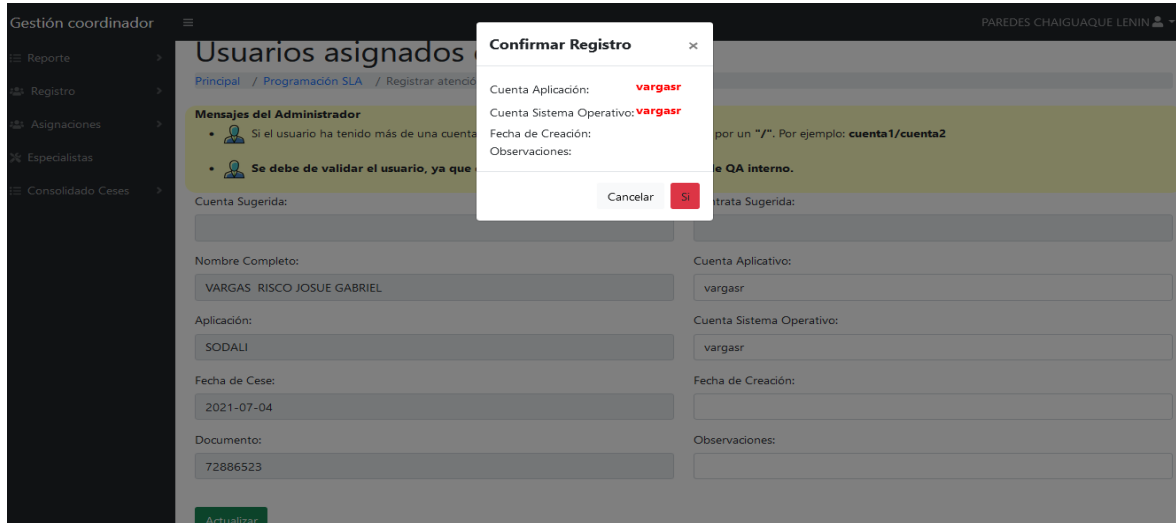 Gestión coordinador
PAREDES CHAIGUAQUE LENIN
Reporte
Registro
Asignaciones
Especialistas
Consolidado Ceses
Usuarios asignados
Principal / Programación SLA / Registrar atenció
Mensajes del Administrador
Si el usuario ha tenido más de una cuenta
por un "/". Por ejemplo: cuenta1/cuenta2
Se debe de validar el usuario, ya que
e QA interno.
Confirmar Registro ×
Cuenta Aplicación: vargasr
Cuenta Sistema Operativo: vargasr
Fecha de Creación:
Observaciones:
Cancelar Si
Cuenta Sugerida:
ntrata Sugerida:
Nombre Completo:
VARGAS RISCO JOSUE GABRIEL
Cuenta Aplicativo:
vargasr
Aplicación:
SODALI
Cuenta Sistema Operativo:
vargasr
Fecha de Cese:
2021-07-04
Fecha de Creación:
Documento:
72886523
Observaciones:
Actualizar